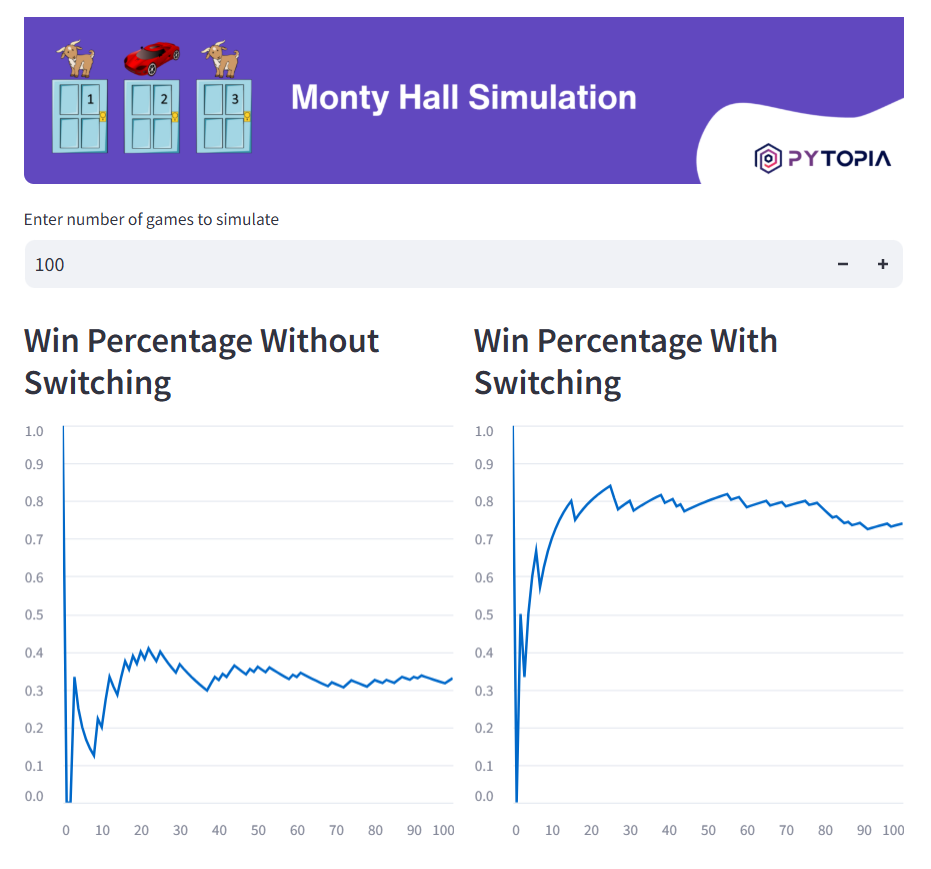 1 2 3
Monty Hall Simulation
PYTOPIA
Enter number of games to simulate
100 − +
Win Percentage Without
Switching
1.0
0.9
0.8
0.7
0.6
0.5
0.4
0.3
0.2
0.1
0.0
0 10 20 30 40 50 60 70 80 90 100
Win Percentage With
Switching
1.0
0.9
0.8
0.7
0.6
0.5
0.4
0.3
0.2
0.1
0.0
0 10 20 30 40 50 60 70 80 90 100